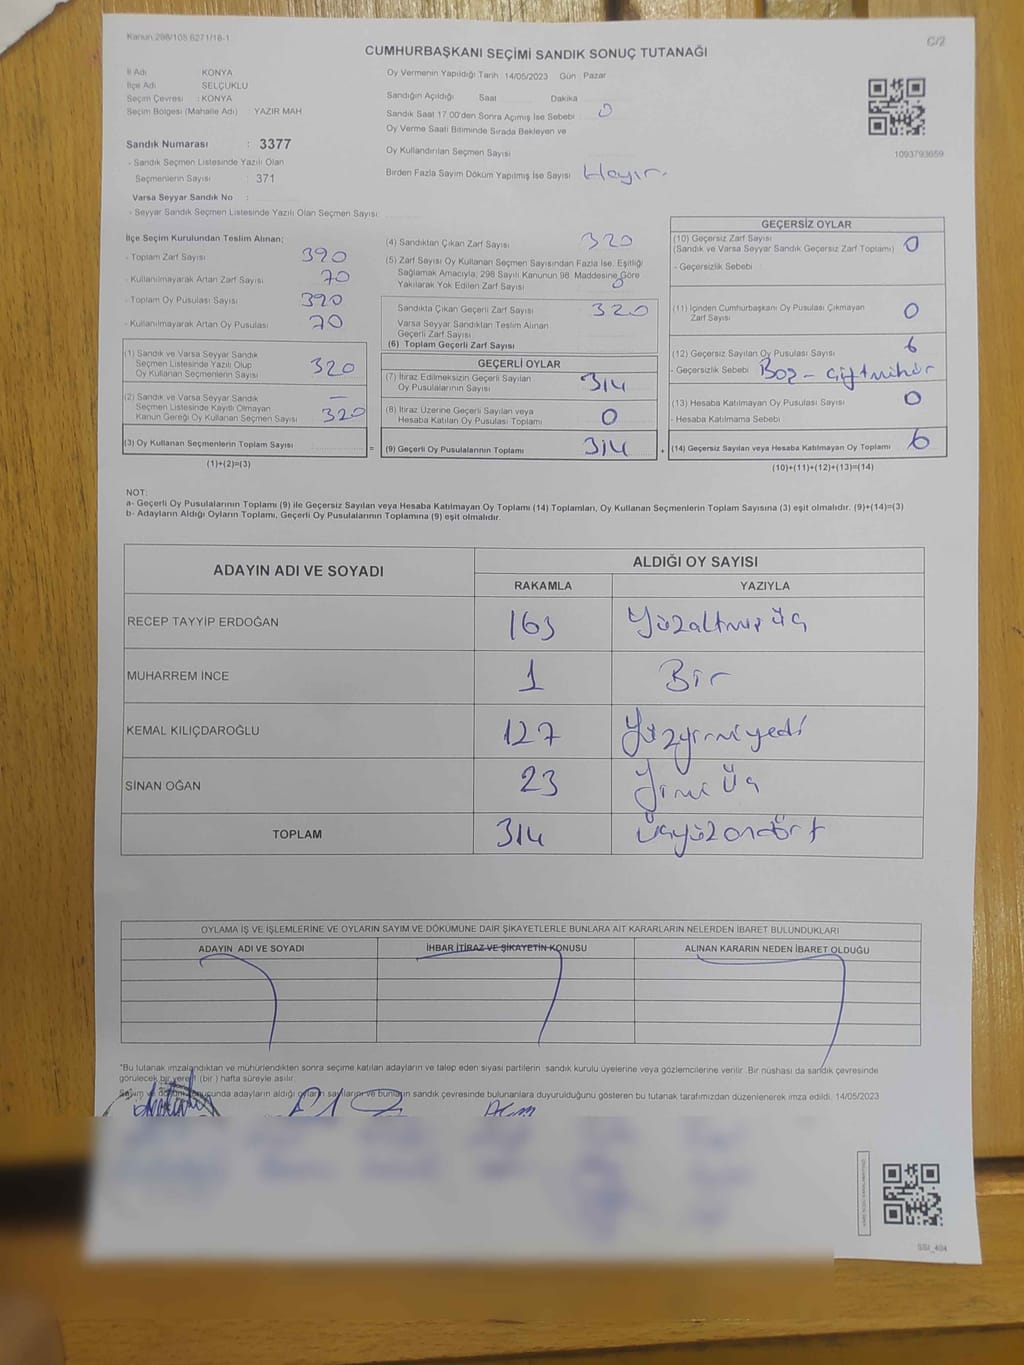 Kanun 298/105 6271/18-1
C/2
CUMHURBAŞKANI SEÇİMİ SANDIK SONUÇ TUTANAĞI
İl Adı KONYA
İlçe Adı SELÇUKLU
Seçim Çevresi : KONYA
Seçim Bölgesi (Mahalle Adı) : YAZIR MAH
Sandık Numarası : 3377
- Sandık Seçmen Listesinde Yazılı Olan
Seçmenlerin Sayısı : 371
Varsa Seyyar Sandık No :
- Seyyar Sandık Seçmen Listesinde Yazılı Olan Seçmen Sayısı:
Oy Vermenin Yapıldığı Tarih : 14/05/2023 Gün : Pazar
Sandığın Açıldığı Saat Dakika
Sandık Saat 17:00'den Sonra Açımış İse Sebebi 0
Oy Verme Saati Bitiminde Sırada Bekleyen ve
Oy Kullandırılan Seçmen Sayısı
Birden Fazla Sayım Döküm Yapılmış İse Sayısı Hayır.
1093793659
İlçe Seçim Kurulundan Teslim Alınan;
- Toplam Zarf Sayısı 390
- Kullanılmayarak Artan Zarf Sayısı 70
- Toplam Oy Pusulası Sayısı 390
- Kullanılmayarak Artan Oy Pusulası 70
(1) Sandık ve Varsa Seyyar Sandık
Seçmen Listesinde Yazılı Olup
Oy Kullanan Seçmenlerin Sayısı 320
(2) Sandık ve Varsa Seyyar Sandık —
Seçmen Listesinde Kayıtlı Olmayan
Kanun Gereği Oy Kullanan Seçmen Sayısı 320
(3) Oy Kullanan Seçmenlerin Toplam Sayısı =
(1)+(2)=(3)
(4) Sandıktan Çıkan Zarf Sayısı 320
(5) Zarf Sayısı Oy Kullanan Seçmen Sayısından Fazla İse, Eşitliği
Sağlamak Amacıyla; 298 Sayılı Kanunun 98. Maddesine Göre
Yakılarak Yok Edilen Zarf Sayısı 0
Sandıkta Çıkan Geçerli Zarf Sayısı 320
Varsa Seyyar Sandıktan Teslim Alınan
Geçerli Zarf Sayısı
(6) Toplam Geçerli Zarf Sayısı
GEÇERLİ OYLAR
(7) İtiraz Edilmeksizin Geçerli Sayılan
Oy Pusulalarının Sayısı 314
(8) İtiraz Üzerine Geçerli Sayılan veya
Hesaba Katılan Oy Pusulaları Toplamı 0
(9) Geçerli Oy Pusulalarının Toplamı 314 +
GEÇERSİZ OYLAR
(10) Geçersiz Zarf Sayısı
(Sandık ve Varsa Seyyar Sandık Geçersiz Zarf Toplamı) 0
- Geçersizlik Sebebi
(11) İçinden Cumhurbaşkanı Oy Pusulası Çıkmayan
Zarf Sayısı 0
(12) Geçersiz Sayılan Oy Pusulası Sayısı 6
- Geçersizlik Sebebi Boş - Çiftmühür
(13) Hesaba Katılmayan Oy Pusulası Sayısı 0
- Hesaba Katılmama Sebebi
(14) Geçersiz Sayılan veya Hesaba Katılmayan Oy Toplamı 6
(10)+(11)+(12)+(13)=(14)
NOT:
a- Geçerli Oy Pusulalarının Toplamı (9) ile Geçersiz Sayılan veya Hesaba Katılmayan Oy Toplamı (14) Toplamları, Oy Kullanan Seçmenlerin Toplam Sayısına (3) eşit olmalıdır. (9)+(14)=(3)
b- Adayların Aldığı Oyların Toplamı, Geçerli Oy Pusulalarının Toplamına (9) eşit olmalıdır.
ADAYIN ADI VE SOYADI
ALDIĞI OY SAYISI
RAKAMLA YAZIYLA
RECEP TAYYİP ERDOĞAN 163 Yüzaltmış üç
MUHARREM İNCE 1 Bir
KEMAL KILIÇDAROĞLU 127 Yüzyirmiyedi
SİNAN OĞAN 23 Yirmi üç
TOPLAM 314 Üçyüzondört
OYLAMA İŞ VE İŞLEMLERİNE VE OYLARIN SAYIM VE DÖKÜMÜNE DAİR ŞİKAYETLERLE BUNLARA AİT KARARLARIN NELERDEN İBARET BULUNDUKLARI
ADAYIN ADI VE SOYADI İHBAR İTİRAZ VE ŞİKAYETİN KONUSU ALINAN KARARIN NEDEN İBARET OLDUĞU
*Bu tutanak imzalandıktan ve mühürlendikten sonra seçime katılan adayların ve talep eden siyasi partilerin sandık kurulu üyelerine veya gözlemcilerine verilir. Bir nüshası da sandık çevresinde
görülecek bir yere 1 (bir ) hafta süreyle asılır.
Sayım ve döküm sonucunda adayların aldığı oyların sayılarını ve bunların sandık çevresinde bulunanlara duyurulduğunu gösteren bu tutanak tarafımızdan düzenlenerek imza edildi. 14/05/2023
SSI_404